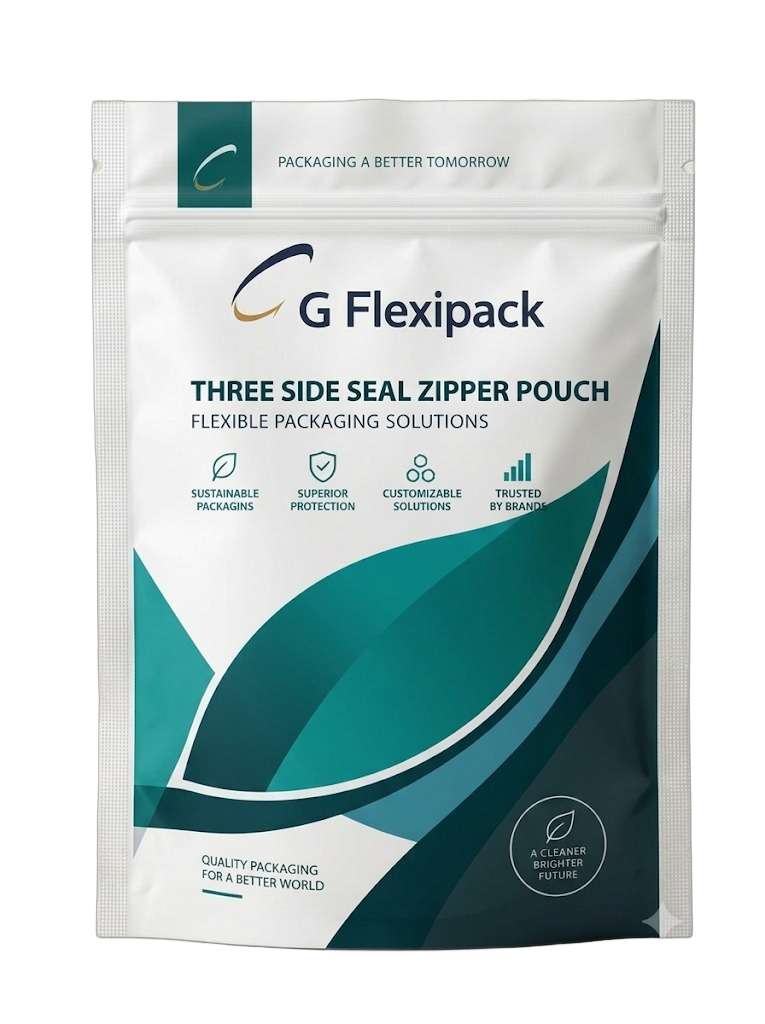 PACKAGING A BETTER TOMORROW
G Flexipack
THREE SIDE SEAL ZIPPER POUCH
FLEXIBLE PACKAGING SOLUTIONS
SUSTAINABLE
PACKAGINS
SUPERIOR
PROTECTION
CUSTOMIZABLE
SOLUTIONS
TRUSTED
BY BRANDS
QUALITY PACKAGING
FOR A BETTER WORLD
A CLEANER
BRIGHTER
FUTURE